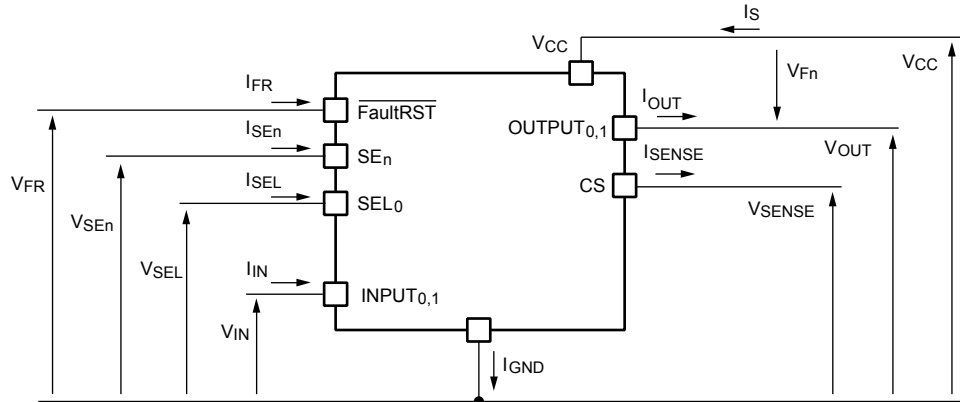 IS
VCC
VCC
VFn
IFR
FaultRST
IOUT
OUTPUT0,1
ISEn
SEn
VOUT
ISENSE
CS
ISEL
SEL0
VFR
VSEn
VSENSE
VSEL
IIN
INPUT0,1
VIN
IGND